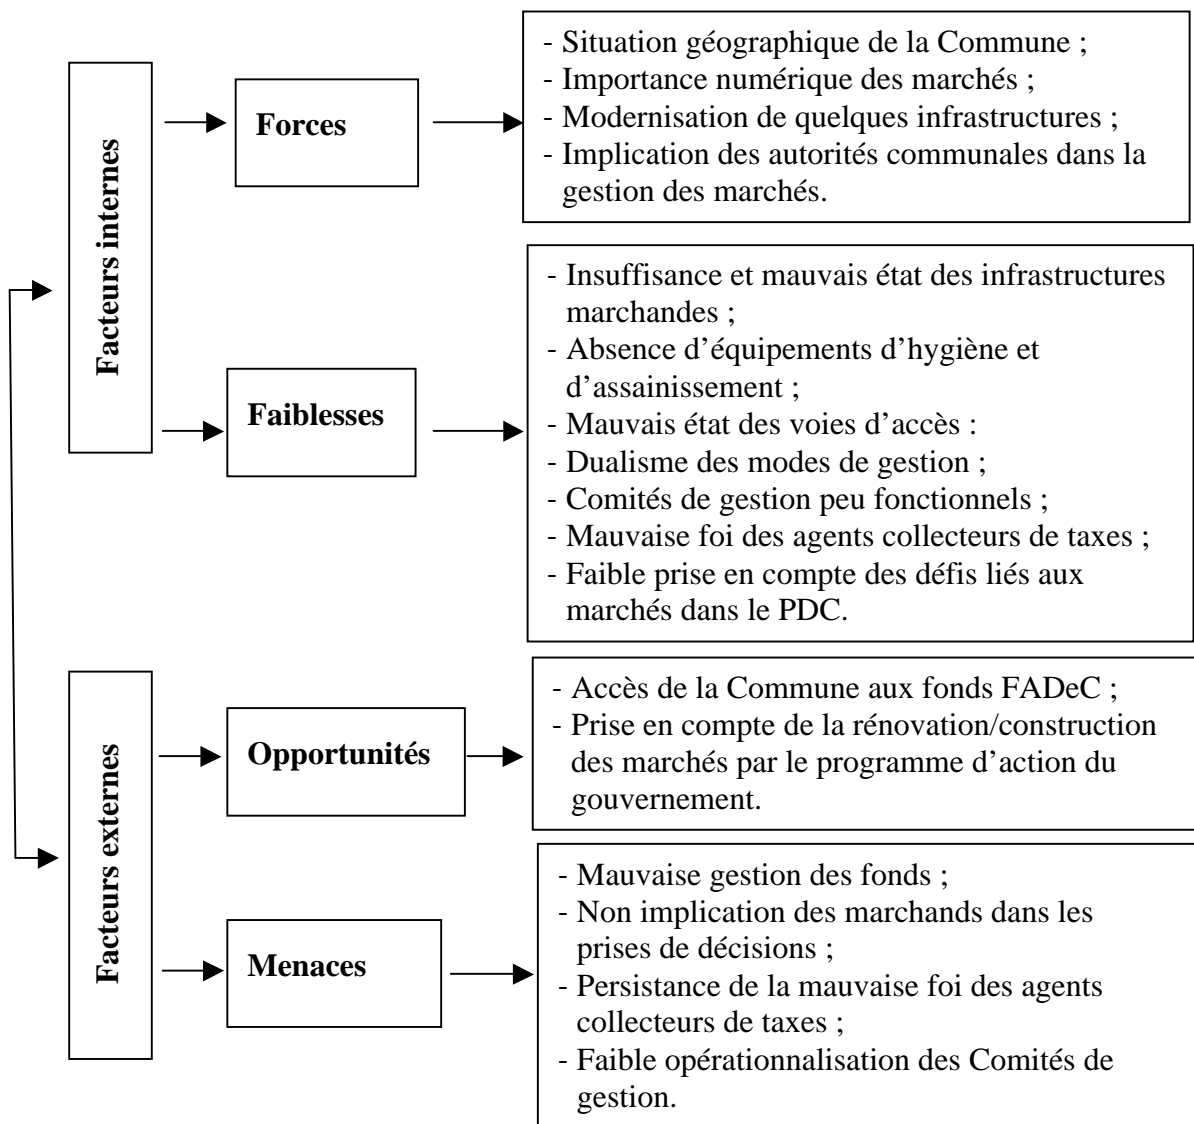 Facteurs internes
Forces
- Situation géographique de la Commune ;
- Importance numérique des marchés ;
- Modernisation de quelques infrastructures ;
- Implication des autorités communales dans la
gestion des marchés.
Faiblesses
- Insuffisance et mauvais état des infrastructures
marchandes ;
- Absence d’équipements d’hygiène et
d’assainissement ;
- Mauvais état des voies d’accès :
- Dualisme des modes de gestion ;
- Comités de gestion peu fonctionnels ;
- Mauvaise foi des agents collecteurs de taxes ;
- Faible prise en compte des défis liés aux
marchés dans le PDC.
Facteurs externes
Opportunités
- Accès de la Commune aux fonds FADeC ;
- Prise en compte de la rénovation/construction
des marchés par le programme d’action du
gouvernement.
Menaces
- Mauvaise gestion des fonds ;
- Non implication des marchands dans les
prises de décisions ;
- Persistance de la mauvaise foi des agents
collecteurs de taxes ;
- Faible opérationnalisation des Comités de
gestion.